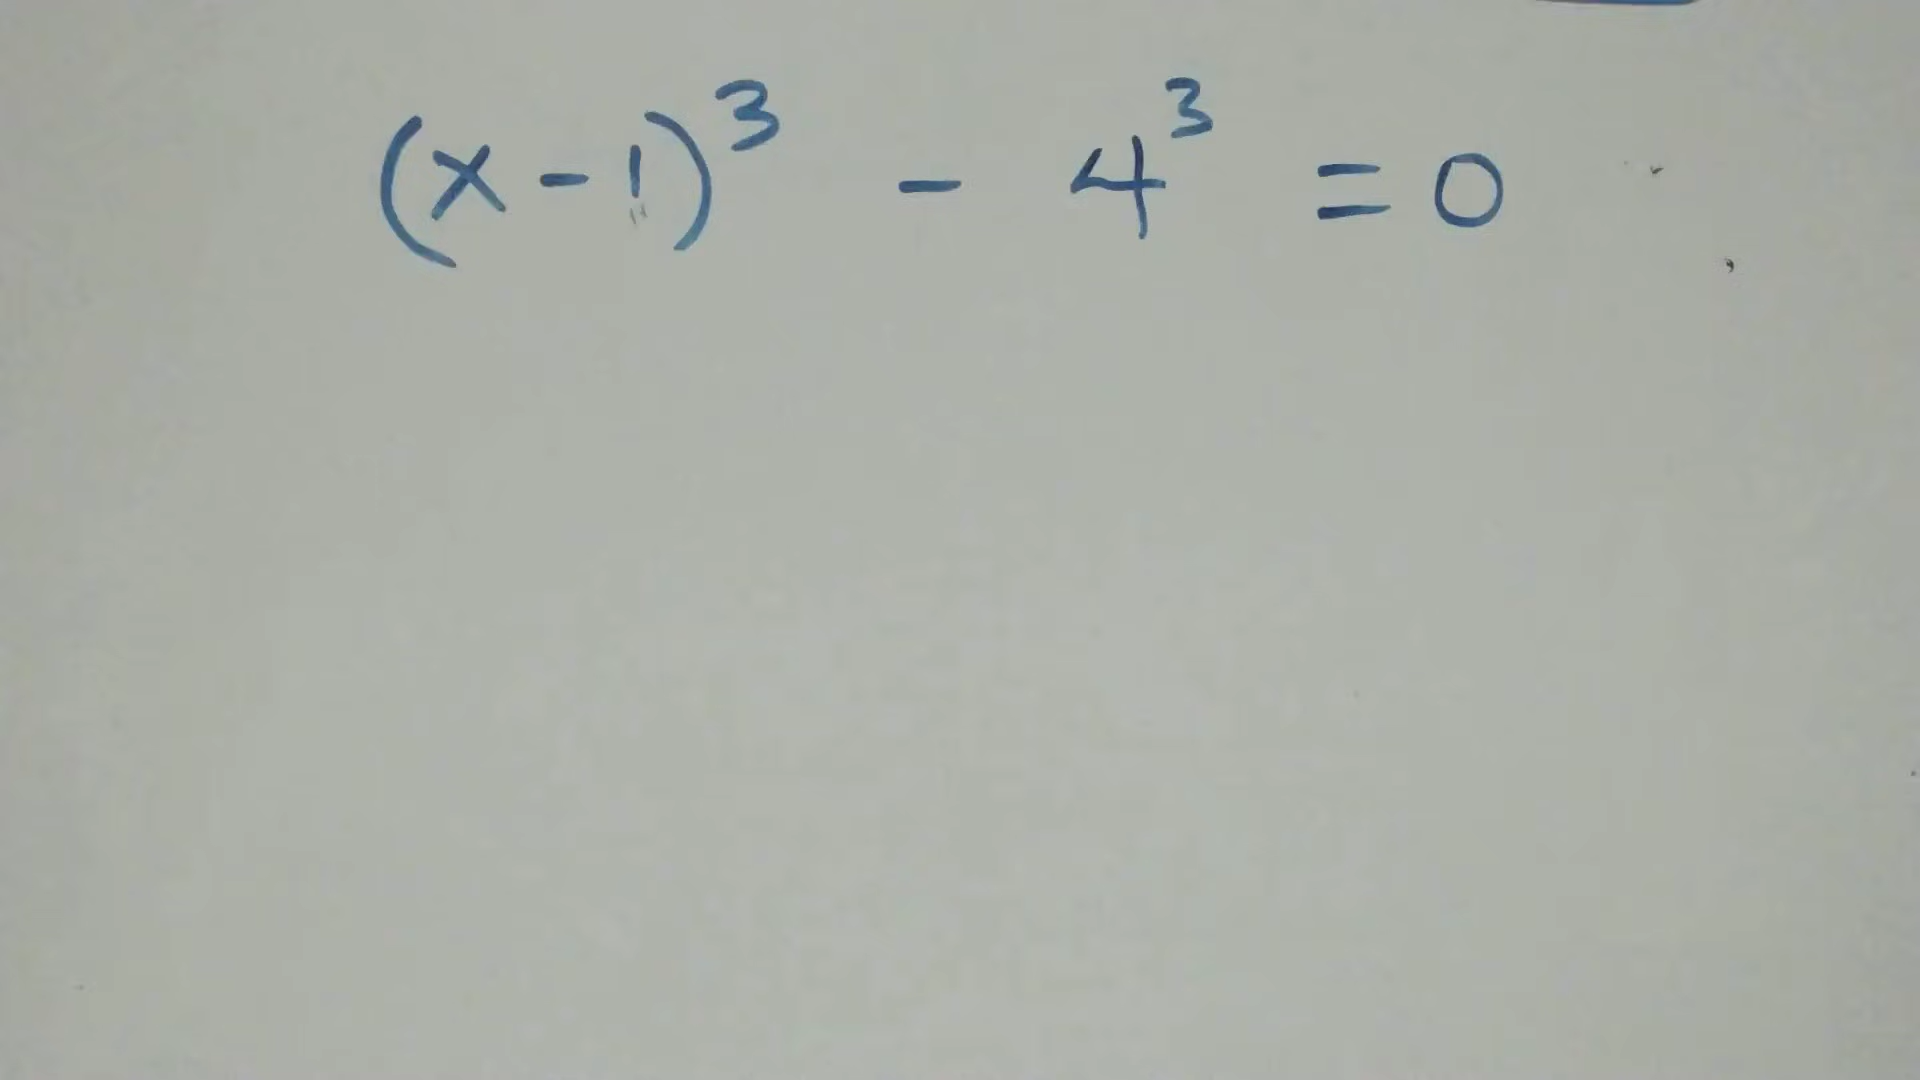 (x - 1)³ - 4³ = 0